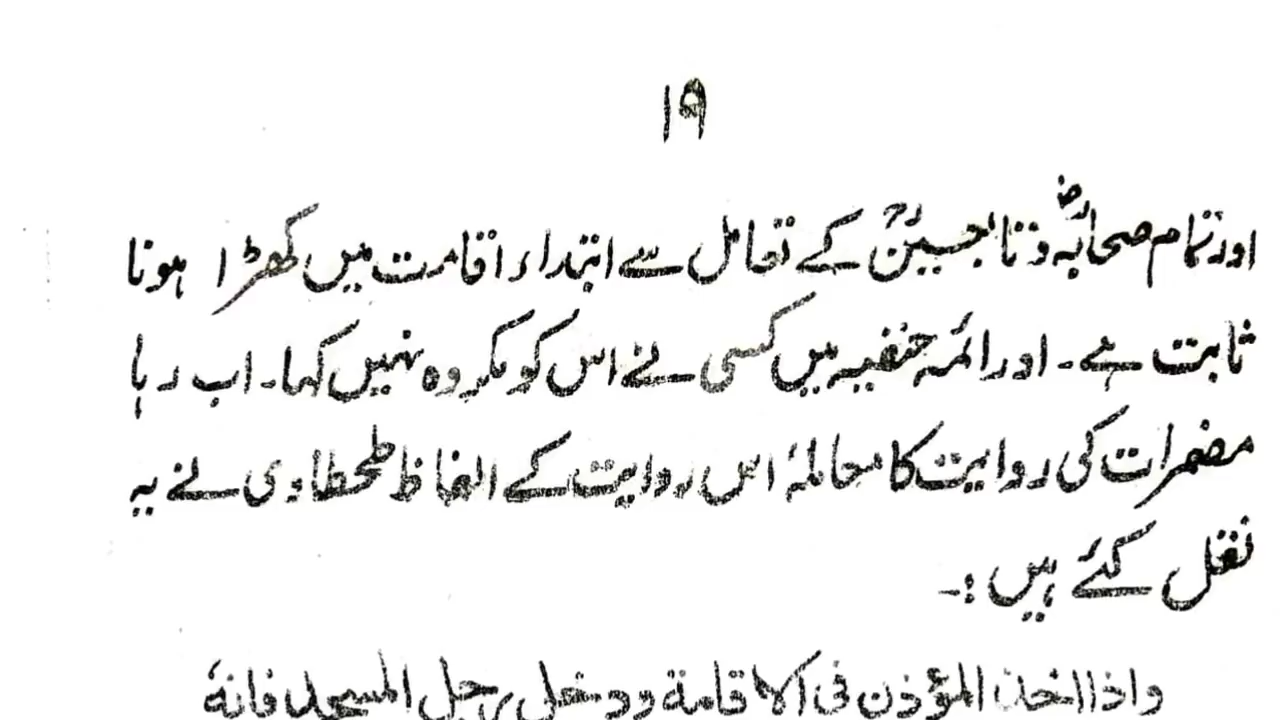 ۱۹
اور تمام صحابہؓ و تابعینؒ کے تعامل سے ابتداء اقامت میں کھڑا ہونا
ثابت ہے۔ اور ائمہ حنفیہ میں کسی نے اس کو مکروہ نہیں کہا۔ اب رہا
مضمرات کی روایت کا معاملہ اس روایت کے الفاظ طحطاوی نے یہ
نقل کئے ہیں :۔
واذا اخذ المؤذن فی الاقامة ودخل رجل المسجد فانه